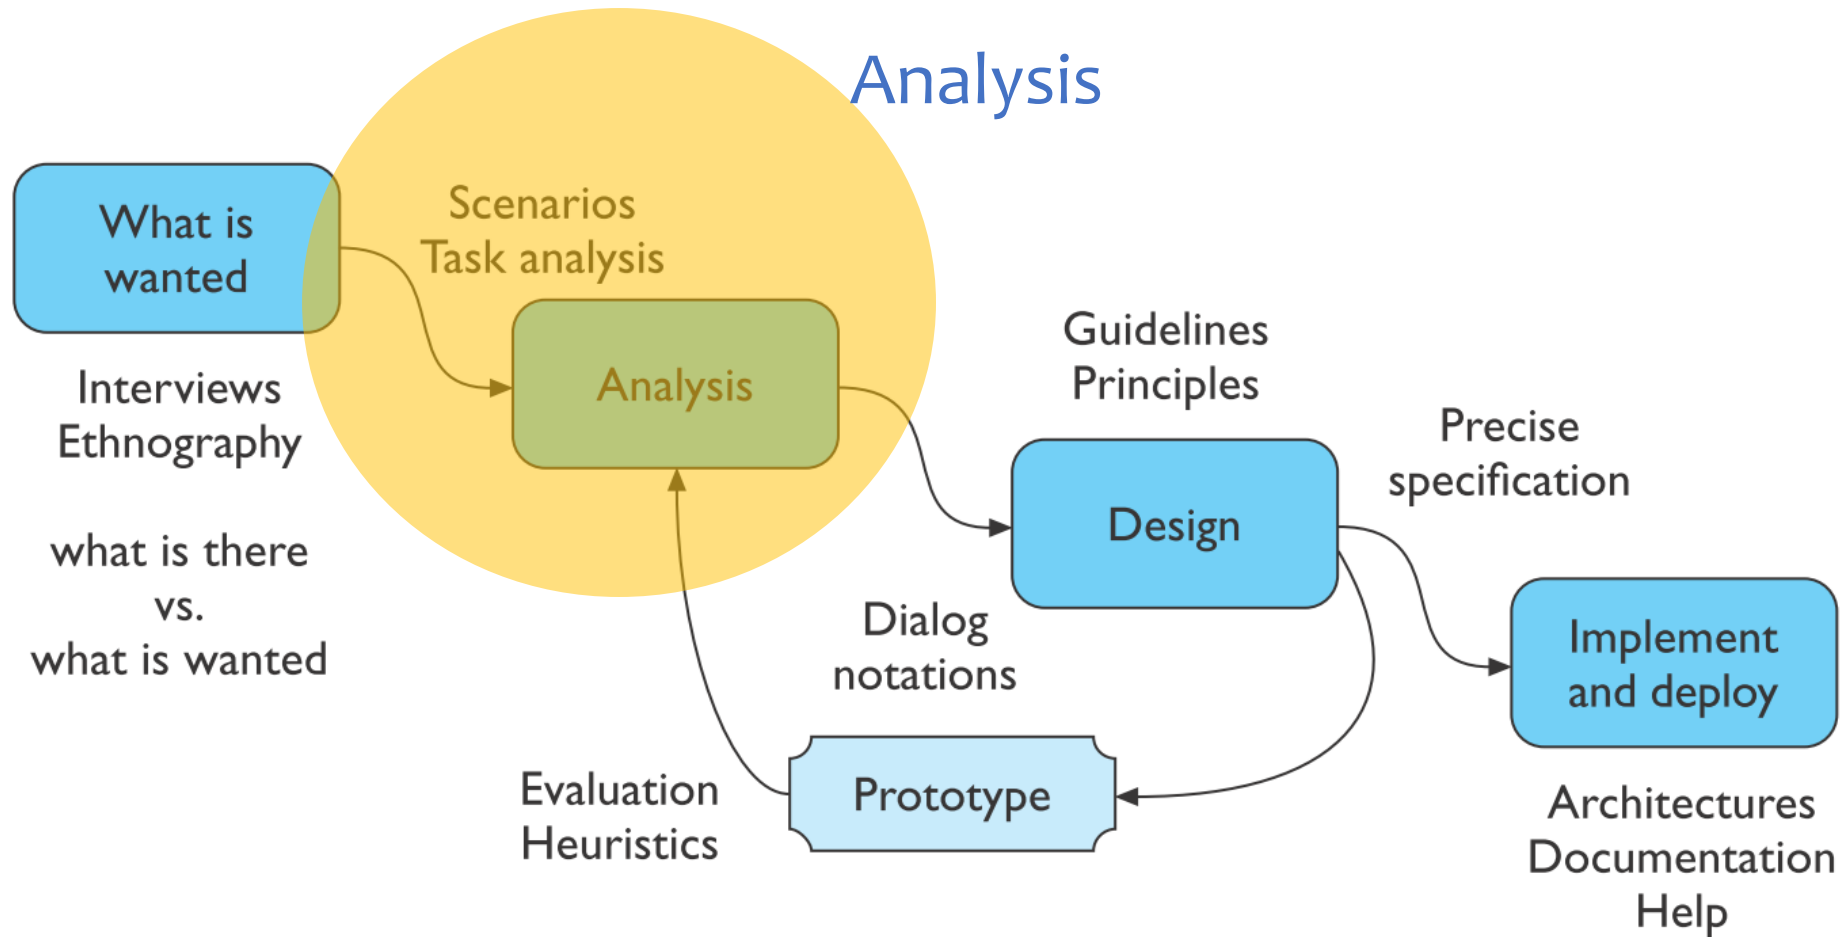 Analysis
What is
wanted
Interviews
Ethnography
what is there
vs.
what is wanted
Scenarios
Task analysis
Analysis
Guidelines
Principles
Design
Precise
specification
Dialog
notations
Prototype
Evaluation
Heuristics
Implement
and deploy
Architectures
Documentation
Help